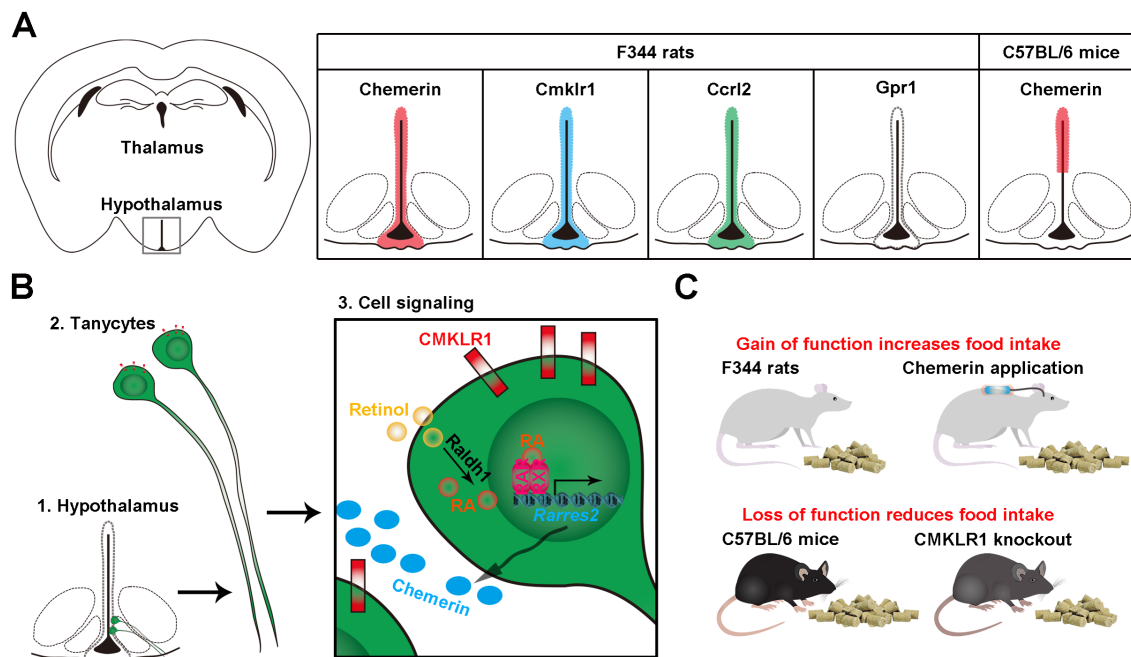 A
F344 rats
C57BL/6 mice
Chemerin
Cmklr1
Ccrl2
Gpr1
Chemerin
Thalamus
Hypothalamus
B
2. Tanycytes
1. Hypothalamus
3. Cell signaling
CMKLR1
Retinol
Raldh1
RA
RA
Rarres2
Chemerin
C
Gain of function increases food intake
F344 rats
Chemerin application
Loss of function reduces food intake
C57BL/6 mice
CMKLR1 knockout